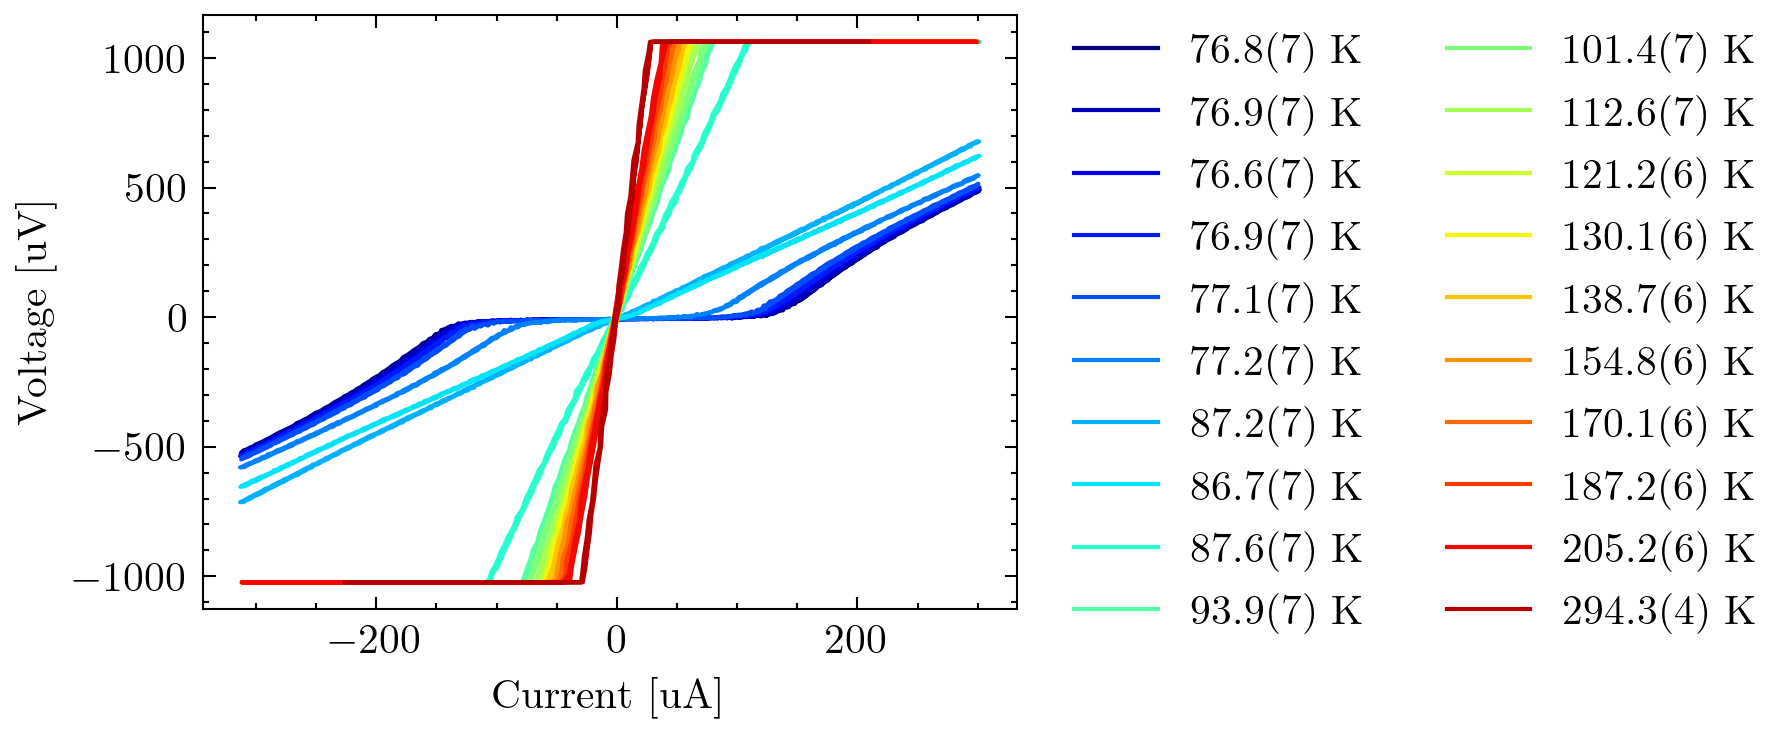 1000
500
0
−500
−1000
Voltage [uV]
−200
0
200
Current [uA]
76.8(7) K
76.9(7) K
76.6(7) K
76.9(7) K
77.1(7) K
77.2(7) K
87.2(7) K
86.7(7) K
87.6(7) K
93.9(7) K
101.4(7) K
112.6(7) K
121.2(6) K
130.1(6) K
138.7(6) K
154.8(6) K
170.1(6) K
187.2(6) K
205.2(6) K
294.3(4) K